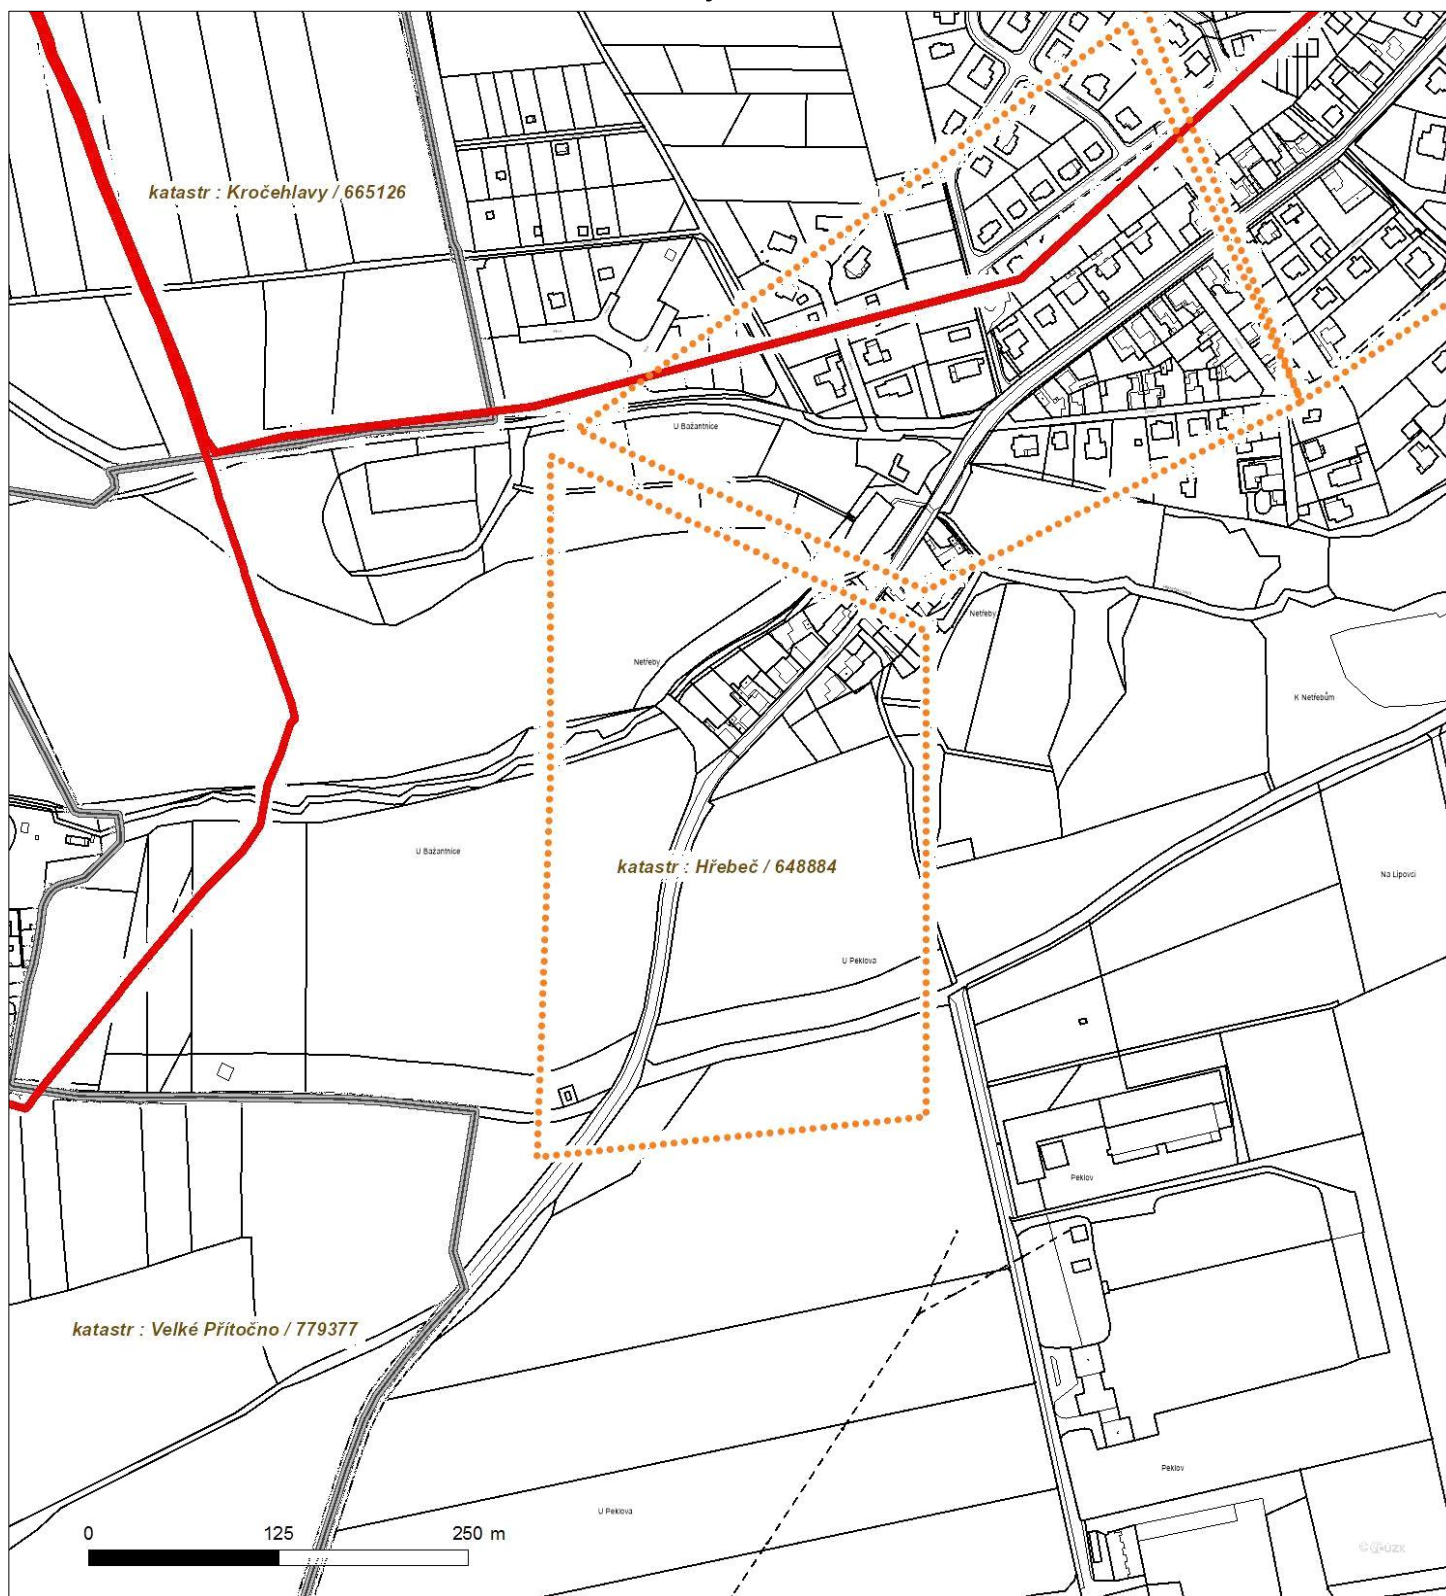 katastr : Kročehlavy / 665126
U Bažantnice
Netřeby
Netřeby
K Netřebům
U Bažantnice
katastr : Hřebeč / 648884
Na Lipovci
U Peklova
Peklov
katastr : Velké Přítočno / 779377
Peklov
U Peklova
0 125 250 m